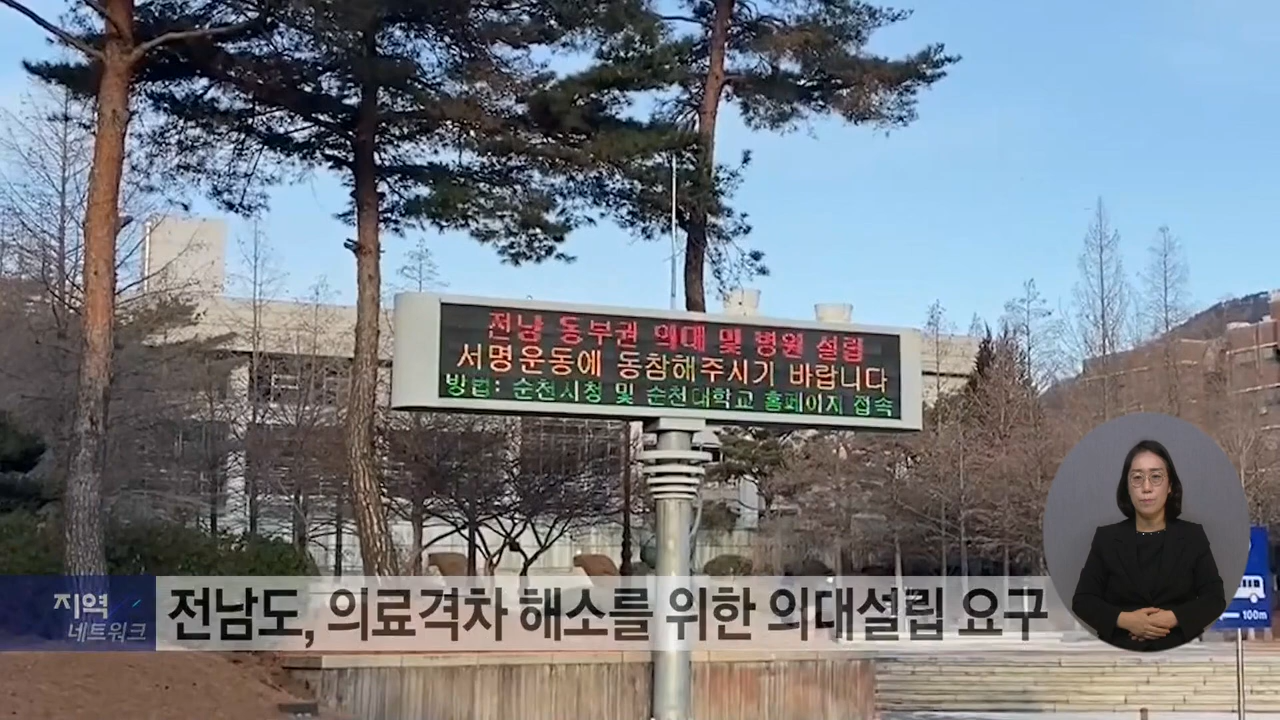 전남 동부권 의대 및 병원 설립
서명운동에 동참해주시기 바랍니다
방법: 순천시청 및 순천대학교 홈페이지 접속
지역
네트워크
전남도, 의료격차 해소를 위한 의대설립 요구
100m